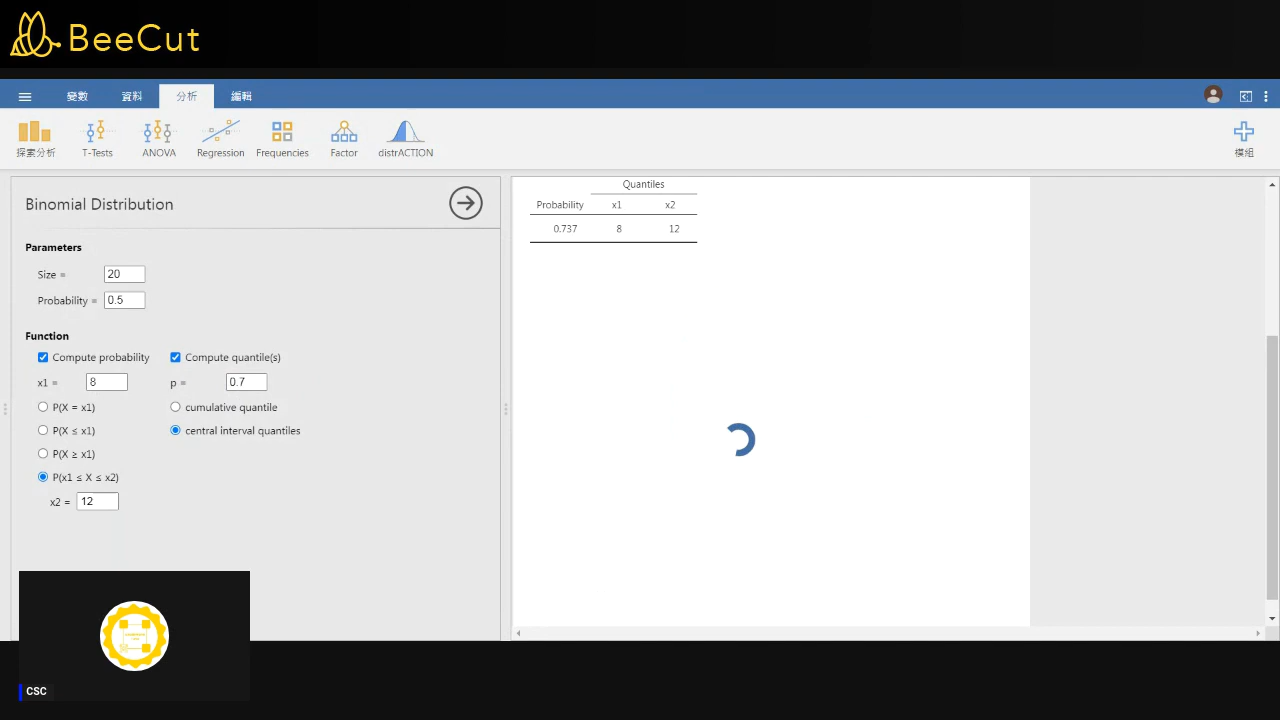 BeeCut
變數 資料 分析 編輯
探索分析 T-Tests ANOVA Regression Frequencies Factor distrACTION 模組
Binomial Distribution
Parameters
Size = 20
Probability = 0.5
Function
Compute probability Compute quantile(s)
x1 = 8 p = 0.7
P(X = x1) cumulative quantile
P(X ≤ x1) central interval quantiles
P(X ≥ x1)
P(x1 ≤ X ≤ x2)
x2 = 12
Quantiles
Probability x1 x2
0.737 8 12
CSC